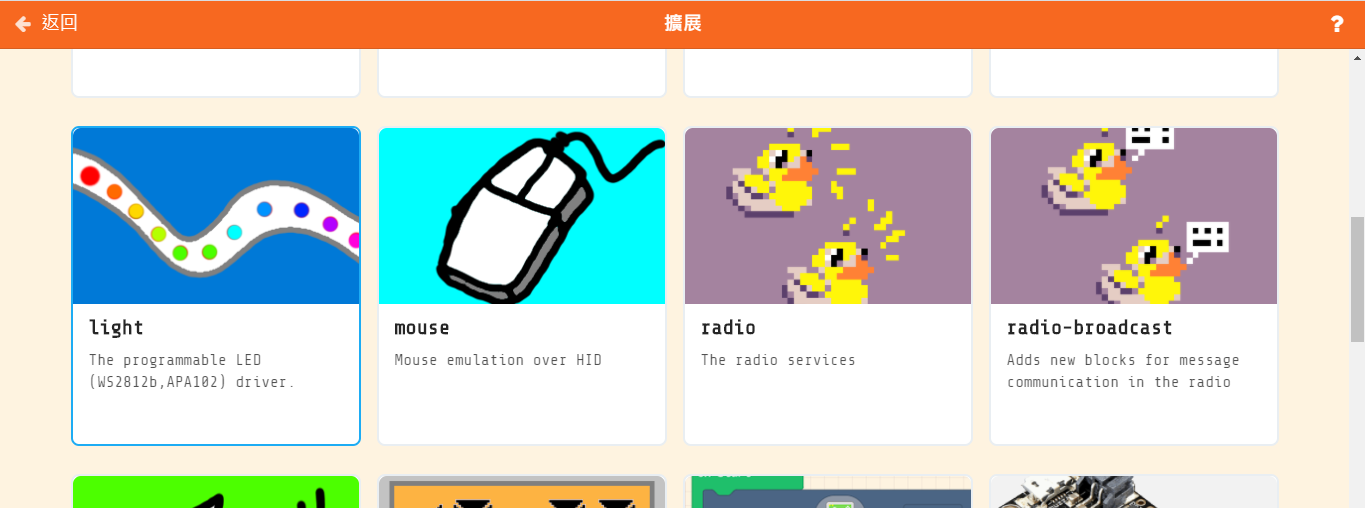 返回
擴展
?
light
mouse
radio
radio-broadcast
The programmable LED
(WS2812b,APA102) driver.
Mouse emulation over HID
The radio services
Adds new blocks for message
communication in the radio